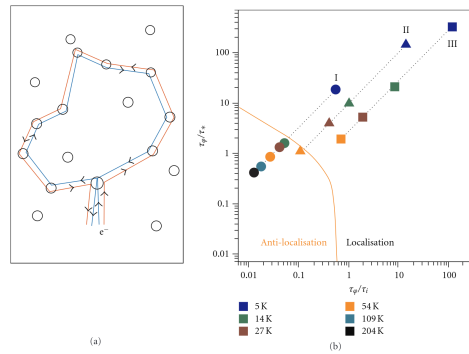 e−
(a)
τφ/τ*
100
10
1
0.1
0.01
I
II
III
Anti-localisation
Localisation
0.01
0.1
1
10
100
τφ/τi
5 K
14 K
27 K
54 K
109 K
204 K
(b)